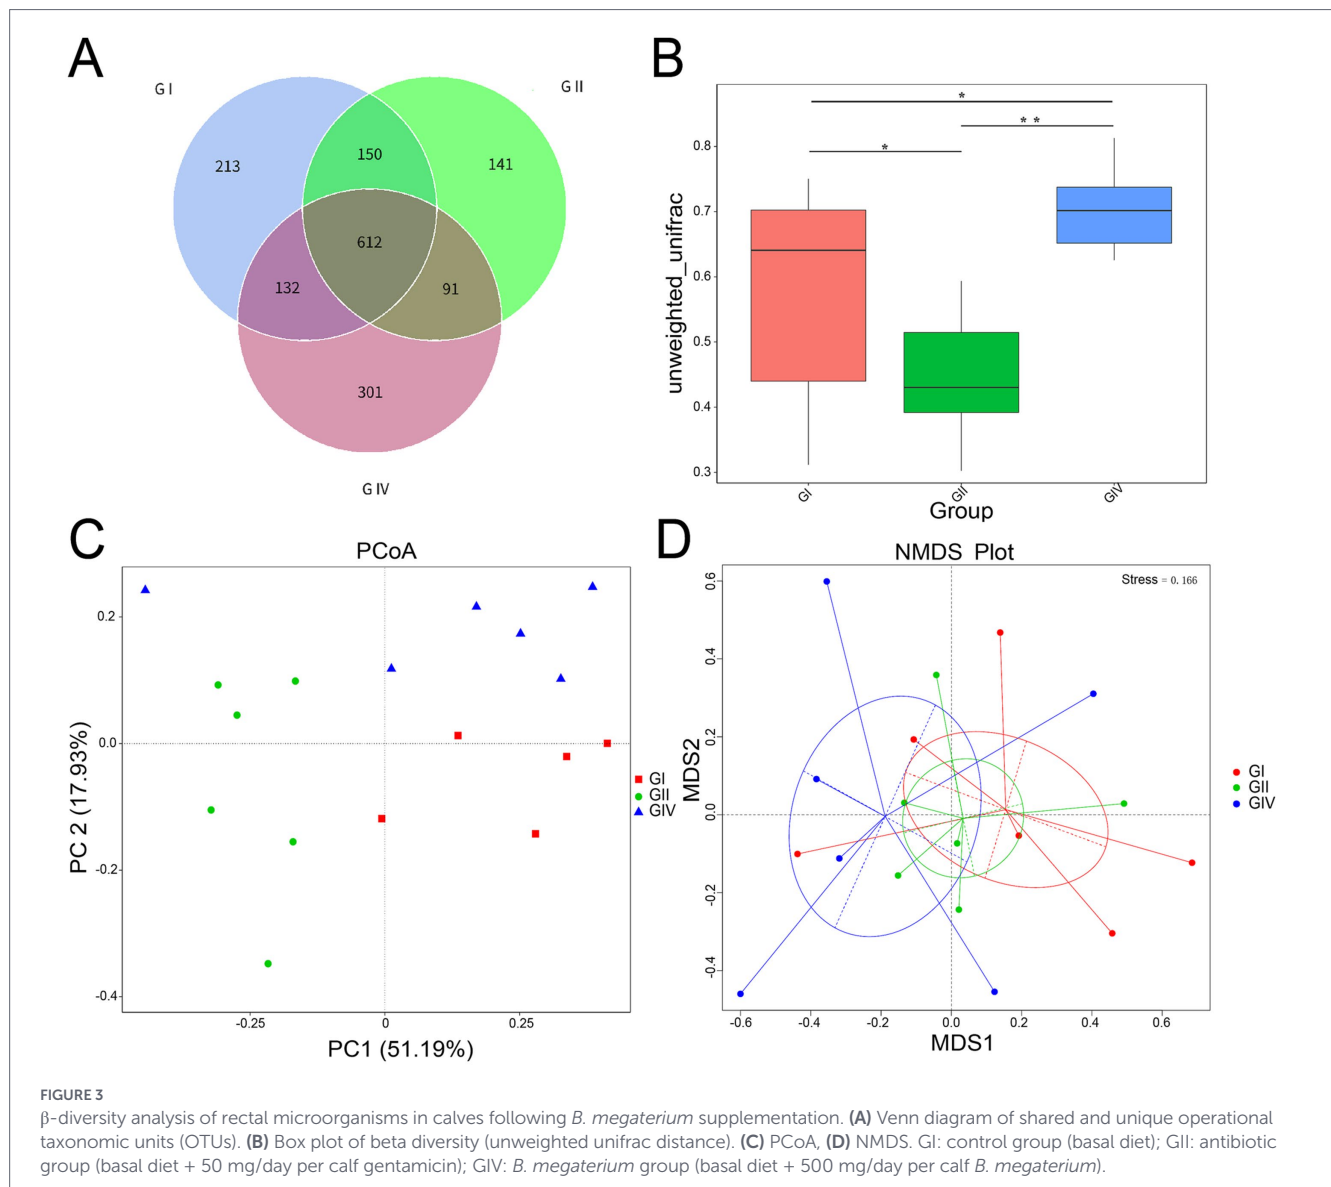 A
G I
G II
213
150
141
612
132
91
301
G IV
B
*
* *
*
0.8
0.7
0.6
0.5
0.4
0.3
unweighted_unifrac
GI
GII
GIV
Group
C
PCoA
0.2
0.0
-0.2
-0.4
PC 2 (17.93%)
-0.25
0
0.25
PC1 (51.19%)
GI
GII
GIV
D
NMDS Plot
Stress = 0.166
0.6
0.4
0.2
0.0
-0.2
-0.4
MDS2
-0.6
-0.4
-0.2
0.0
0.2
0.4
0.6
MDS1
GI
GII
GIV
FIGURE 3
β-diversity analysis of rectal microorganisms in calves following B. megaterium supplementation. (A) Venn diagram of shared and unique operational
taxonomic units (OTUs). (B) Box plot of beta diversity (unweighted unifrac distance). (C) PCoA, (D) NMDS. GI: control group (basal diet); GII: antibiotic
group (basal diet + 50 mg/day per calf gentamicin); GIV: B. megaterium group (basal diet + 500 mg/day per calf B. megaterium).